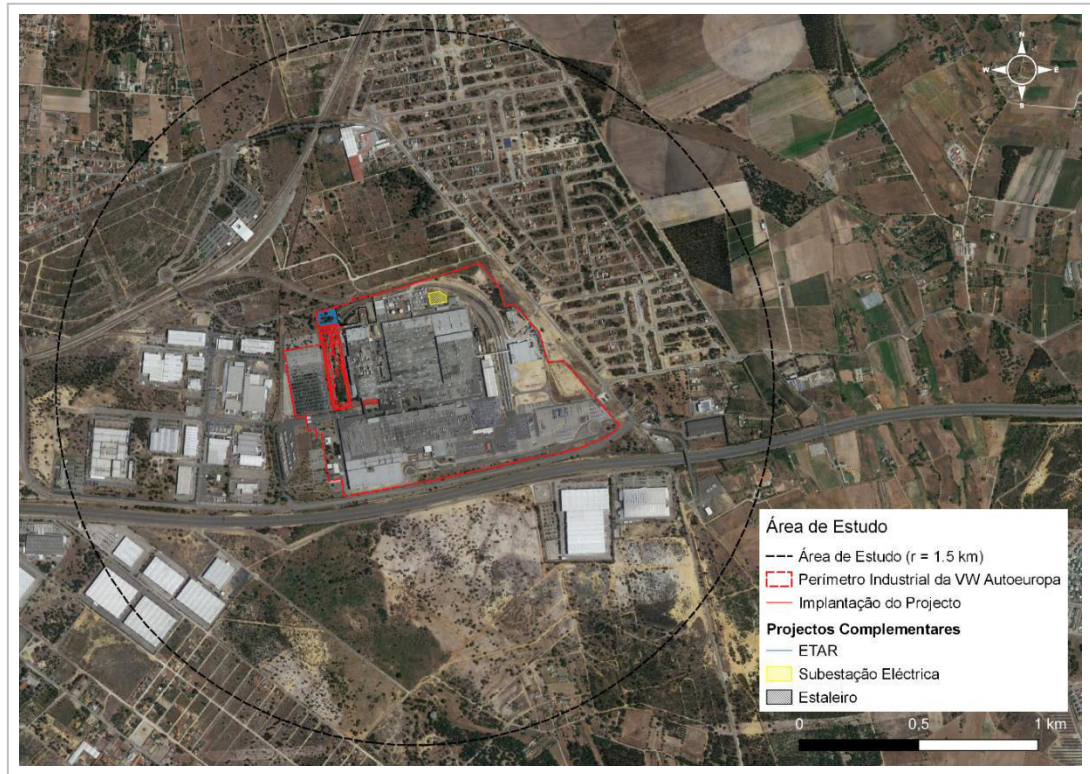 N
W E
S
Área de Estudo
Área de Estudo (r = 1.5 km)
Perímetro Industrial da VW Autoeuropa
Implantação do Projecto
Projectos Complementares
ETAR
Subestação Eléctrica
Estaleiro
0 0,5 1 km